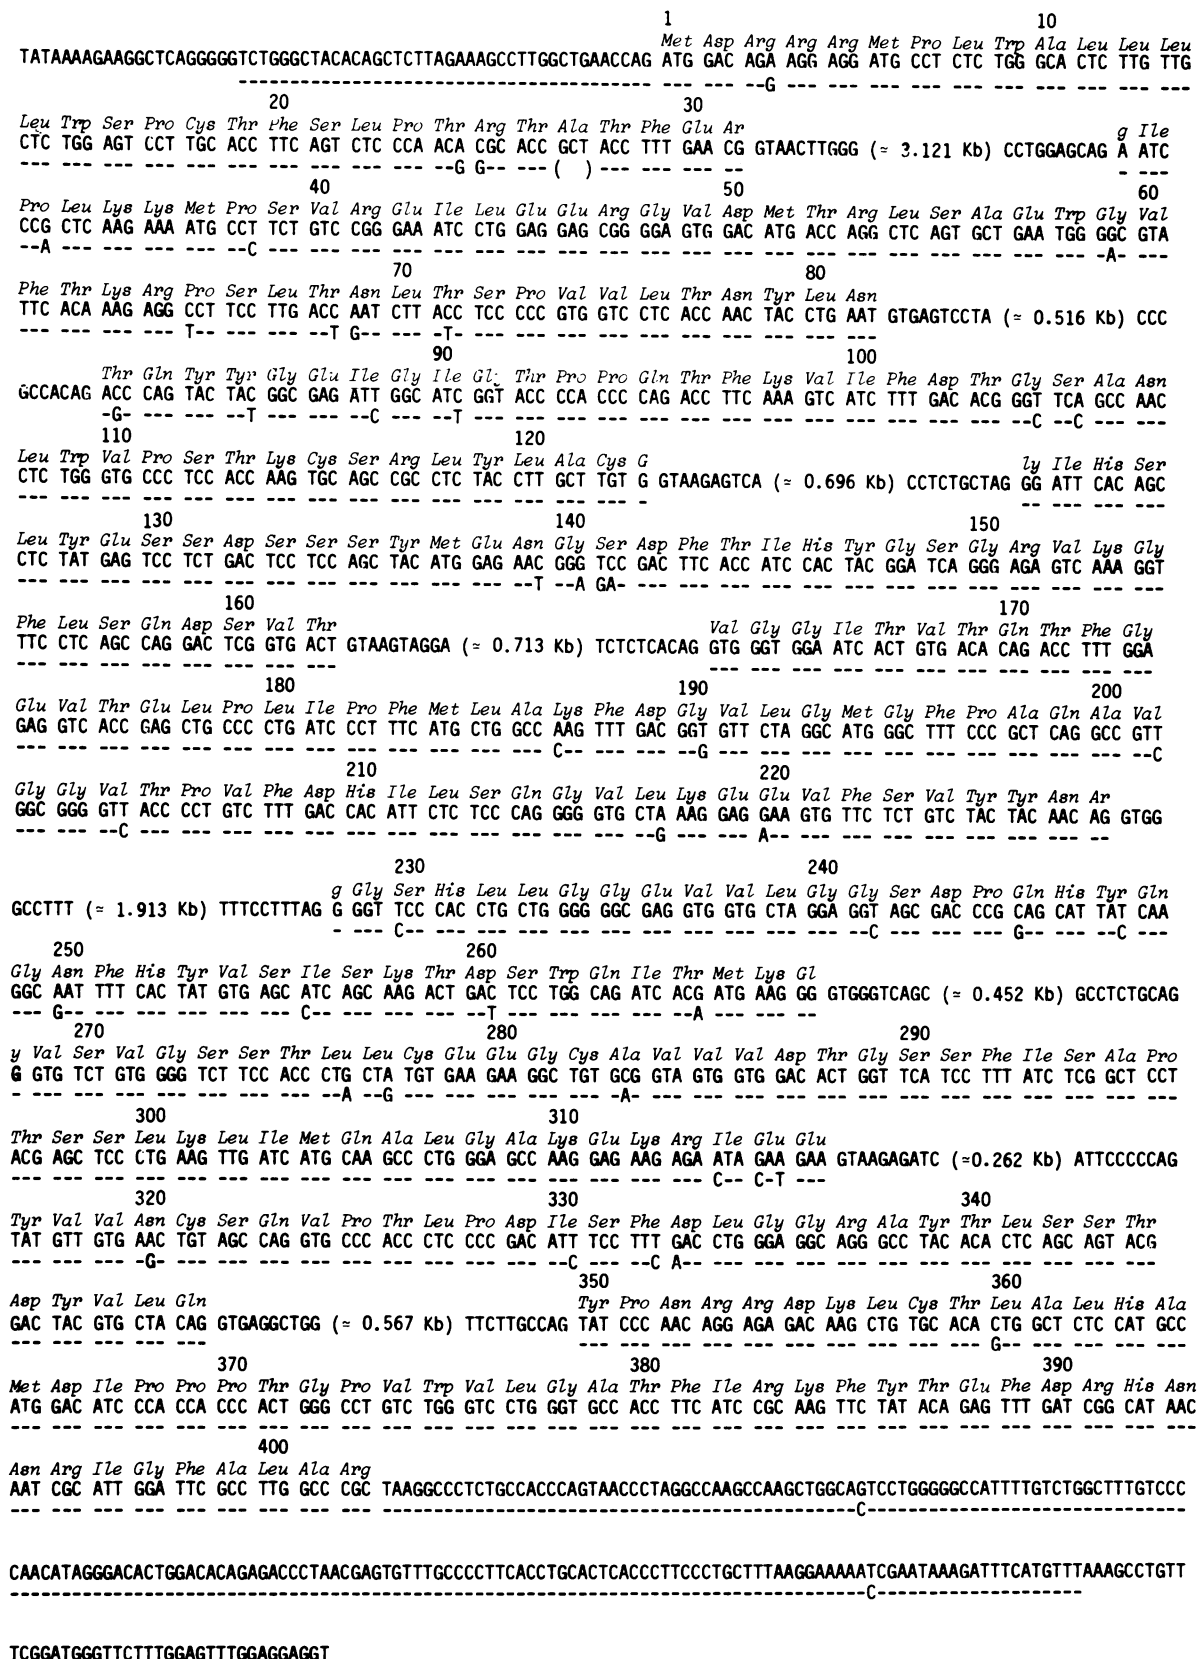 1 10
Met Asp Arg Arg Arg Met Pro Leu Trp Ala Leu Leu Leu
TATAAAAGAAGGCTCAGGGGGTCTGGGCTACACAGCTCTTAGAAAGCCTTGGCTGAACCAG ATG GAC AGA AGG AGG ATG CCT CTC TGG GCA CTC TTG TTG
---------------------------------------- --- --- --G --- --- --- --- --- --- --- --- --- ---
20 30
Leu Trp Ser Pro Cys Thr Phe Ser Leu Pro Thr Arg Thr Ala Thr Phe Glu Ar g Ile
CTC TGG AGT CCT TGC ACC TTC AGT CTC CCA ACA CGC ACC GCT ACC TTT GAA CG GTAACTTGGG (≃ 3.121 Kb) CCTGGAGCAG A ATC
--- --- --- --- --- --- --- --- --- --- --G G-- --- ( ) --- --- --- -- - ---
40 50 60
Pro Leu Lys Lys Met Pro Ser Val Arg Glu Ile Leu Glu Glu Arg Gly Val Asp Met Thr Arg Leu Ser Ala Glu Trp Gly Val
CCG CTC AAG AAA ATG CCT TCT GTC CGG GAA ATC CTG GAG GAG CGG GGA GTG GAC ATG ACC AGG CTC AGT GCT GAA TGG GGC GTA
--A --- --- --- --- --C --- --- --- --- --- --- --- --- --- --- --- --- --- --- --- --- --- --- --- --- -A- ---
70 80
Phe Thr Lys Arg Pro Ser Leu Thr Asn Leu Thr Ser Pro Val Val Leu Thr Asn Tyr Leu Asn
TTC ACA AAG AGG CCT TCC TTG ACC AAT CTT ACC TCC CCC GTG GTC CTC ACC AAC TAC CTG AAT GTGAGTCCTA (≃ 0.516 Kb) CCC
--- --- --- --- T-- --- --- --T G-- --- -T- --- --- --- --- --- --- --- --- --- ---
90 100
Thr Gln Tyr Tyr Gly Glu Ile Gly Ile Gly Thr Pro Pro Gln Thr Phe Lys Val Ile Phe Asp Thr Gly Ser Ala Asn
GCCACAG ACC CAG TAC TAC GGC GAG ATT GGC ATC GGT ACC CCA CCC CAG ACC TTC AAA GTC ATC TTT GAC ACG GGT TCA GCC AAC
-G- --- --- --T --- --- --C --- --T --- --- --- --- --- --- --- --- --- --- --- --- --- --C --C --- ---
110 120
Leu Trp Val Pro Ser Thr Lys Cys Ser Arg Leu Tyr Leu Ala Cys G ly Ile His Ser
CTC TGG GTG CCC TCC ACC AAG TGC AGC CGC CTC TAC CTT GCT TGT G GTAAGAGTCA (≃ 0.696 Kb) CCTCTGCTAG GG ATT CAC AGC
--- --- --- --- --- --- --- --- --- --- --- --- --- --- --- - -- --- --- ---
130 140 150
Leu Tyr Glu Ser Ser Asp Ser Ser Ser Tyr Met Glu Asn Gly Ser Asp Phe Thr Ile His Tyr Gly Ser Gly Arg Val Lys Gly
CTC TAT GAG TCC TCT GAC TCC TCC AGC TAC ATG GAG AAC GGG TCC GAC TTC ACC ATC CAC TAC GGA TCA GGG AGA GTC AAA GGT
--- --- --- --- --- --- --- --- --- --- --- --- --T --A GA- --- --- --- --- --- --- --- --- --- --- --- --- ---
160 170
Phe Leu Ser Gln Asp Ser Val Thr Val Gly Gly Ile Thr Val Thr Gln Thr Phe Gly
TTC CTC AGC CAG GAC TCG GTG ACT GTAAGTAGGA (≃ 0.713 Kb) TCTCTCACAG GTG GGT GGA ATC ACT GTG ACA CAG ACC TTT GGA
--- --- --- --- --- --- --- --- --- --- --- --- --- --- --- --- --- --- ---
180 190 200
Glu Val Thr Glu Leu Pro Leu Ile Pro Phe Met Leu Ala Lys Phe Asp Gly Val Leu Gly Met Gly Phe Pro Ala Gln Ala Val
GAG GTC ACC GAG CTG CCC CTG ATC CCT TTC ATG CTG GCC AAG TTT GAC GGT GTT CTA GGC ATG GGC TTT CCC GCT CAG GCC GTT
--- --- --- --- --- --- --- --- --- --- --- --- --- C-- --- --- --G --- --- --- --- --- --- --- --- --- --- --C
210 220
Gly Gly Val Thr Pro Val Phe Asp His Ile Leu Ser Gln Gly Val Leu Lys Glu Glu Val Phe Ser Val Tyr Tyr Asn Ar
GGC GGG GTT ACC CCT GTC TTT GAC CAC ATT CTC TCC CAG GGG GTG CTA AAG GAG GAA GTG TTC TCT GTC TAC TAC AAC AG GTGG
--- --- --C --- --- --- --- --- --- --- --- --- --- --- --- --G --- --- A-- --- --- --- --- --- --- --- --
230 240
g Gly Ser His Leu Leu Gly Gly Glu Val Val Leu Gly Gly Ser Asp Pro Gln His Tyr Gln
GCCTTT (≃ 1.913 Kb) TTTCCTTTAG G GGT TCC CAC CTG CTG GGG GGC GAG GTG GTG CTA GGA GGT AGC GAC CCG CAG CAT TAT CAA
- --- C-- --- --- --- --- --- --- --- --- --- --- --C --- --- --- G-- --- --C ---
250 260
Gly Asn Phe His Tyr Val Ser Ile Ser Lys Thr Asp Ser Trp Gln Ile Thr Met Lys Gl
GGC AAT TTT CAC TAT GTG AGC ATC AGC AAG ACT GAC TCC TGG CAG ATC ACG ATG AAG GG GTGGGTCAGC (≃ 0.452 Kb) GCCTCTGCAG
--- G-- --- --- --- --- --- C-- --- --- --- --T --- --- --- --- --A --- --- --
270 280 290
y Val Ser Val Gly Ser Ser Thr Leu Leu Cys Glu Glu Gly Cys Ala Val Val Val Asp Thr Gly Ser Ser Phe Ile Ser Ala Pro
G GTG TCT GTG GGG TCT TCC ACC CTG CTA TGT GAA GAA GGC TGT GCG GTA GTG GTG GAC ACT GGT TCA TCC TTT ATC TCG GCT CCT
- --- --- --- --- --- --- --- --A --G --- --- --- --- --- -A- --- --- --- --- --- --- --- --- --- --- --- --- ---
300 310
Thr Ser Ser Leu Lys Leu Ile Met Gln Ala Leu Gly Ala Lys Glu Lys Arg Ile Glu Glu
ACG AGC TCC CTG AAG TTG ATC ATG CAA GCC CTG GGA GCC AAG GAG AAG AGA ATA GAA GAA GTAAGAGATC (≃0.262 Kb) ATTCCCCCAG
--- --- --- --- --- --- --- --- --- --- --- --- --- --- --- --- --- C-- C-T ---
320 330 340
Tyr Val Val Asn Cys Ser Gln Val Pro Thr Leu Pro Asp Ile Ser Phe Asp Leu Gly Gly Arg Ala Tyr Thr Leu Ser Ser Thr
TAT GTT GTG AAC TGT AGC CAG GTG CCC ACC CTC CCC GAC ATT TCC TTT GAC CTG GGA GGC AGG GCC TAC ACA CTC AGC AGT ACG
--- --- --- -G- --- --- --- --- --- --- --- --- --- --C --- --C A-- --- --- --- --- --- --- --- --- --- --- ---
350 360
Asp Tyr Val Leu Gln Tyr Pro Asn Arg Arg Asp Lys Leu Cys Thr Leu Ala Leu His Ala
GAC TAC GTG CTA CAG GTGAGGCTGG (≃ 0.567 Kb) TTCTTGCCAG TAT CCC AAC AGG AGA GAC AAG CTG TGC ACA CTG GCT CTC CAT GCC
--- --- --- --- --- --- --- --- --- --- --- --- --- --- --- G-- --- --- --- ---
370 380 390
Met Asp Ile Pro Pro Pro Thr Gly Pro Val Trp Val Leu Gly Ala Thr Phe Ile Arg Lys Phe Tyr Thr Glu Phe Asp Arg His Asn
ATG GAC ATC CCA CCA CCC ACT GGG CCT GTC TGG GTC CTG GGT GCC ACC TTC ATC CGC AAG TTC TAT ACA GAG TTT GAT CGG CAT AAC
--- --- --- --- --- --- --- --- --- --- --- --- --- --- --- --- --- --- --- --- --- --- --- --- --- --- --- --- ---
400
Asn Arg Ile Gly Phe Ala Leu Ala Arg
AAT CGC ATT GGA TTC GCC TTG GCC CGC TAAGGCCCTCTGCCACCCAGTAACCCTAGGCCAAGCCAAGCTGGCAGTCCTGGGGGCCATTTTGTCTGGCTTTGTCCC
--- --- --- --- --- --- --- --- --- -----------------------------------------------C-------------------------------
CAACATAGGGACACTGGACACAGAGACCCTAACGAGTGTTTGCCCCTTCACCTGCACTCACCCTTCCCTGCTTTAAGGAAAAATCGAATAAAGATTTCATGTTTAAAGCCTGTT
------------------------------------------------------------------------------------C--------------------
TCGGATGGGTTCTTTGGAGTTTGGAGGAGGT